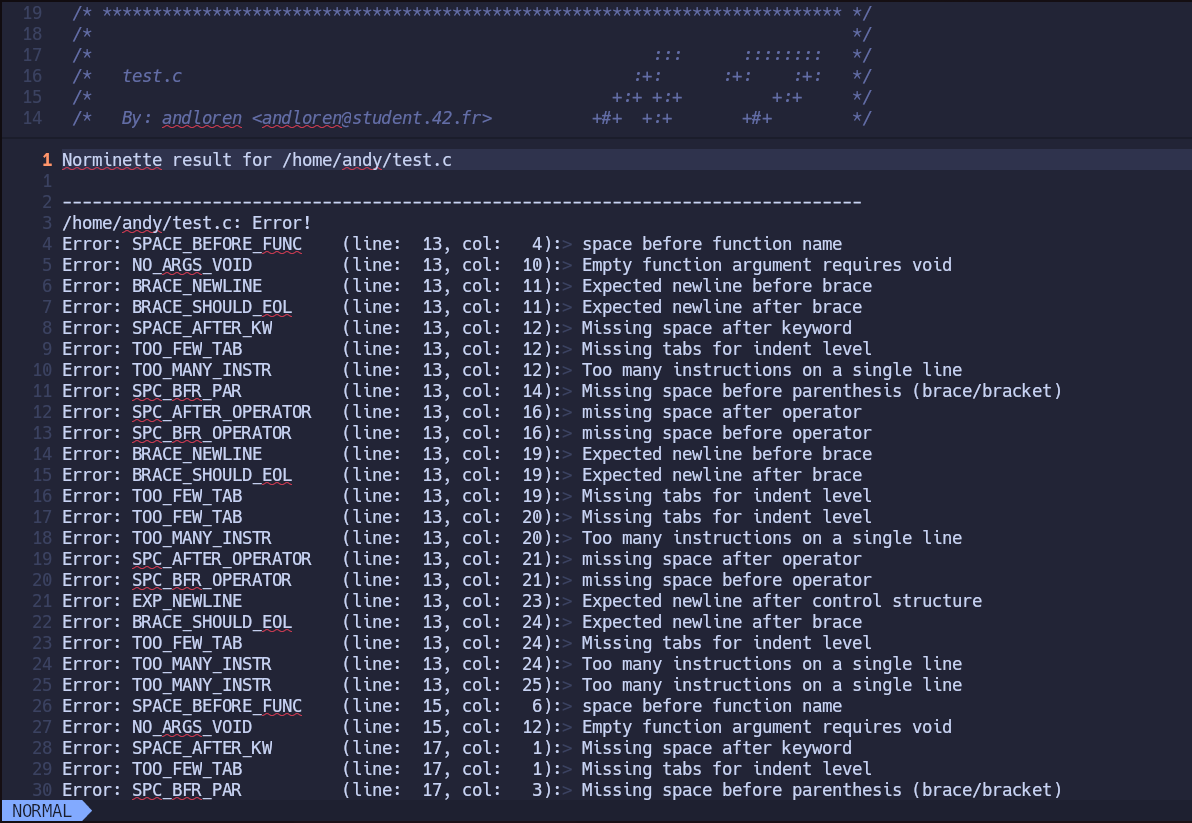 19 /* ************************************************************************** */
18 /*                                                                            */
17 /*                                                        :::      ::::::::   */
16 /*   test.c                                             :+:      :+:    :+:   */
15 /*                                                    +:+ +:+         +:+     */
14 /*   By: andloren <andloren@student.42.fr>          +#+  +:+       +#+        */
1 Norminette result for /home/andy/test.c
1
2 --------------------------------------------------------------------------------
3 /home/andy/test.c: Error!
4 Error: SPACE_BEFORE_FUNC    (line:  13, col:   4):> space before function name
5 Error: NO_ARGS_VOID         (line:  13, col:  10):> Empty function argument requires void
6 Error: BRACE_NEWLINE        (line:  13, col:  11):> Expected newline before brace
7 Error: BRACE_SHOULD_EOL     (line:  13, col:  11):> Expected newline after brace
8 Error: SPACE_AFTER_KW       (line:  13, col:  12):> Missing space after keyword
9 Error: TOO_FEW_TAB          (line:  13, col:  12):> Missing tabs for indent level
10 Error: TOO_MANY_INSTR       (line:  13, col:  12):> Too many instructions on a single line
11 Error: SPC_BFR_PAR          (line:  13, col:  14):> Missing space before parenthesis (brace/bracket)
12 Error: SPC_AFTER_OPERATOR   (line:  13, col:  16):> missing space after operator
13 Error: SPC_BFR_OPERATOR     (line:  13, col:  16):> missing space before operator
14 Error: BRACE_NEWLINE        (line:  13, col:  19):> Expected newline before brace
15 Error: BRACE_SHOULD_EOL     (line:  13, col:  19):> Expected newline after brace
16 Error: TOO_FEW_TAB          (line:  13, col:  19):> Missing tabs for indent level
17 Error: TOO_FEW_TAB          (line:  13, col:  20):> Missing tabs for indent level
18 Error: TOO_MANY_INSTR       (line:  13, col:  20):> Too many instructions on a single line
19 Error: SPC_AFTER_OPERATOR   (line:  13, col:  21):> missing space after operator
20 Error: SPC_BFR_OPERATOR     (line:  13, col:  21):> missing space before operator
21 Error: EXP_NEWLINE          (line:  13, col:  23):> Expected newline after control structure
22 Error: BRACE_SHOULD_EOL     (line:  13, col:  24):> Expected newline after brace
23 Error: TOO_FEW_TAB          (line:  13, col:  24):> Missing tabs for indent level
24 Error: TOO_MANY_INSTR       (line:  13, col:  24):> Too many instructions on a single line
25 Error: TOO_MANY_INSTR       (line:  13, col:  25):> Too many instructions on a single line
26 Error: SPACE_BEFORE_FUNC    (line:  15, col:   6):> space before function name
27 Error: NO_ARGS_VOID         (line:  15, col:  12):> Empty function argument requires void
28 Error: SPACE_AFTER_KW       (line:  17, col:   1):> Missing space after keyword
29 Error: TOO_FEW_TAB          (line:  17, col:   1):> Missing tabs for indent level
30 Error: SPC_BFR_PAR          (line:  17, col:   3):> Missing space before parenthesis (brace/bracket)
NORMAL